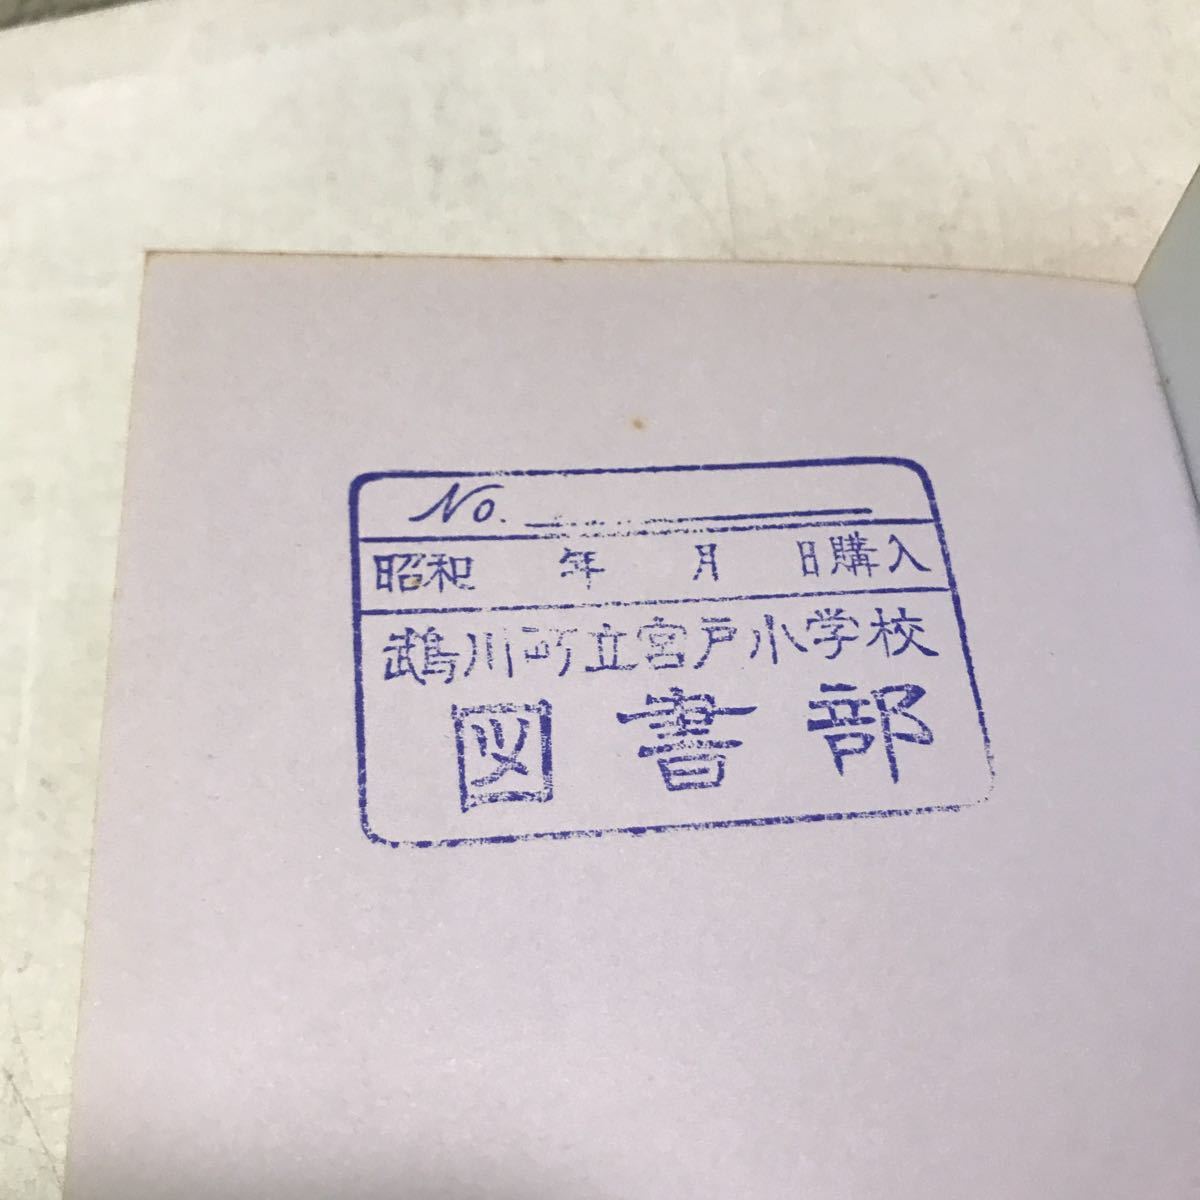 No.
昭和 年 月 日購入
鵡川町立宮戸小学校
図書部